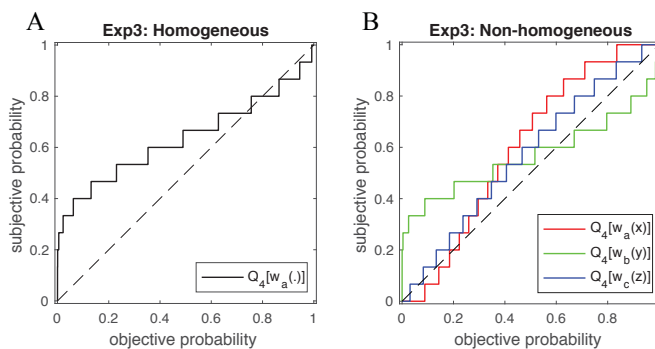 A
Exp3: Homogeneous
subjective probability
1
0.8
0.6
0.4
0.2
0
0 0.2 0.4 0.6 0.8 1
objective probability
Q4[wa(.)]
B
Exp3: Non-homogeneous
subjective probability
1
0.8
0.6
0.4
0.2
0
0 0.2 0.4 0.6 0.8
objective probability
Q4[wa(x)]
Q4[wb(y)]
Q4[wc(z)]